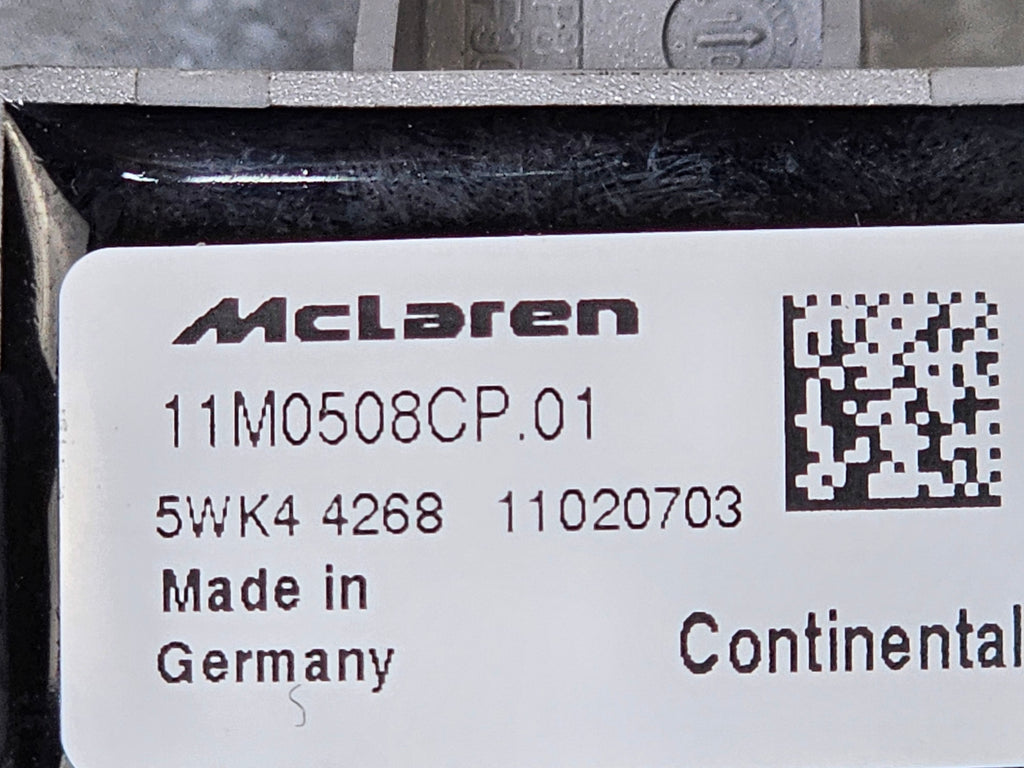 McLaren
11M0508CP.01
5WK4 4268 11020703
Made in
Germany
Continental